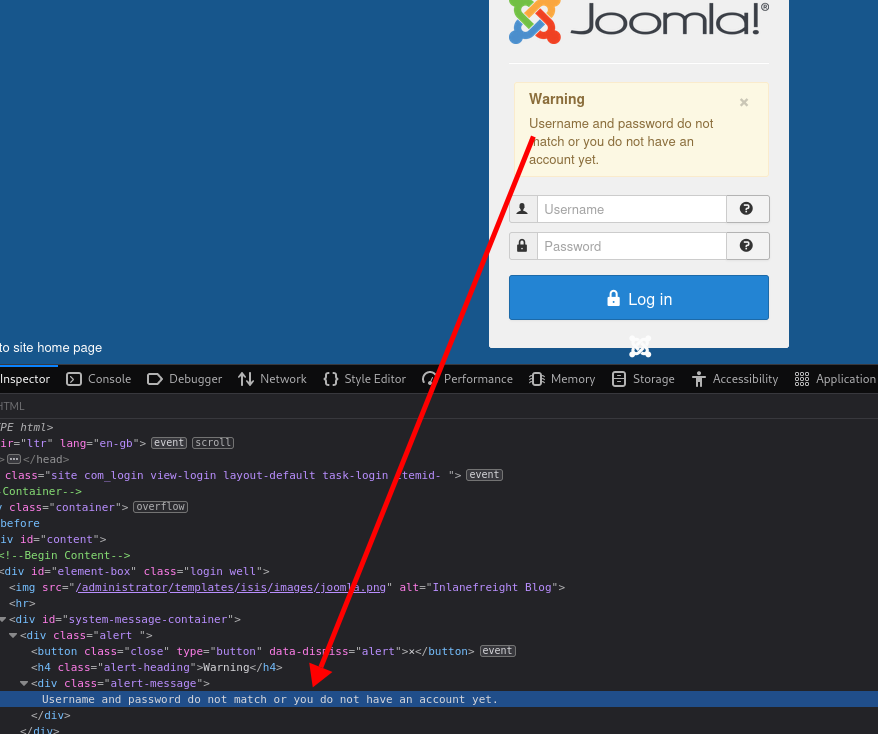 Joomla!®
Warning
×
Username and password do not
match or you do not have an
account yet.
Username
Password
Log in
to site home page
Inspector Console Debugger Network Style Editor Performance Memory Storage Accessibility Application
HTML
YPE html>
ir="ltr" lang="en-gb"> event scroll
> ••• </head>
class="site com_login view-login layout-default task-login itemid- "> event
-Container-->
v class="container"> overflow
before
iv id="content">
<!--Begin Content-->
<div id="element-box" class="login well">
<img src="/administrator/templates/isis/images/joomla.png" alt="Inlanefreight Blog">
<hr>
<div id="system-message-container">
<div class="alert ">
<button class="close" type="button" data-dismiss="alert">×</button> event
<h4 class="alert-heading">Warning</h4>
<div class="alert-message">
Username and password do not match or you do not have an account yet.
</div>
</div>